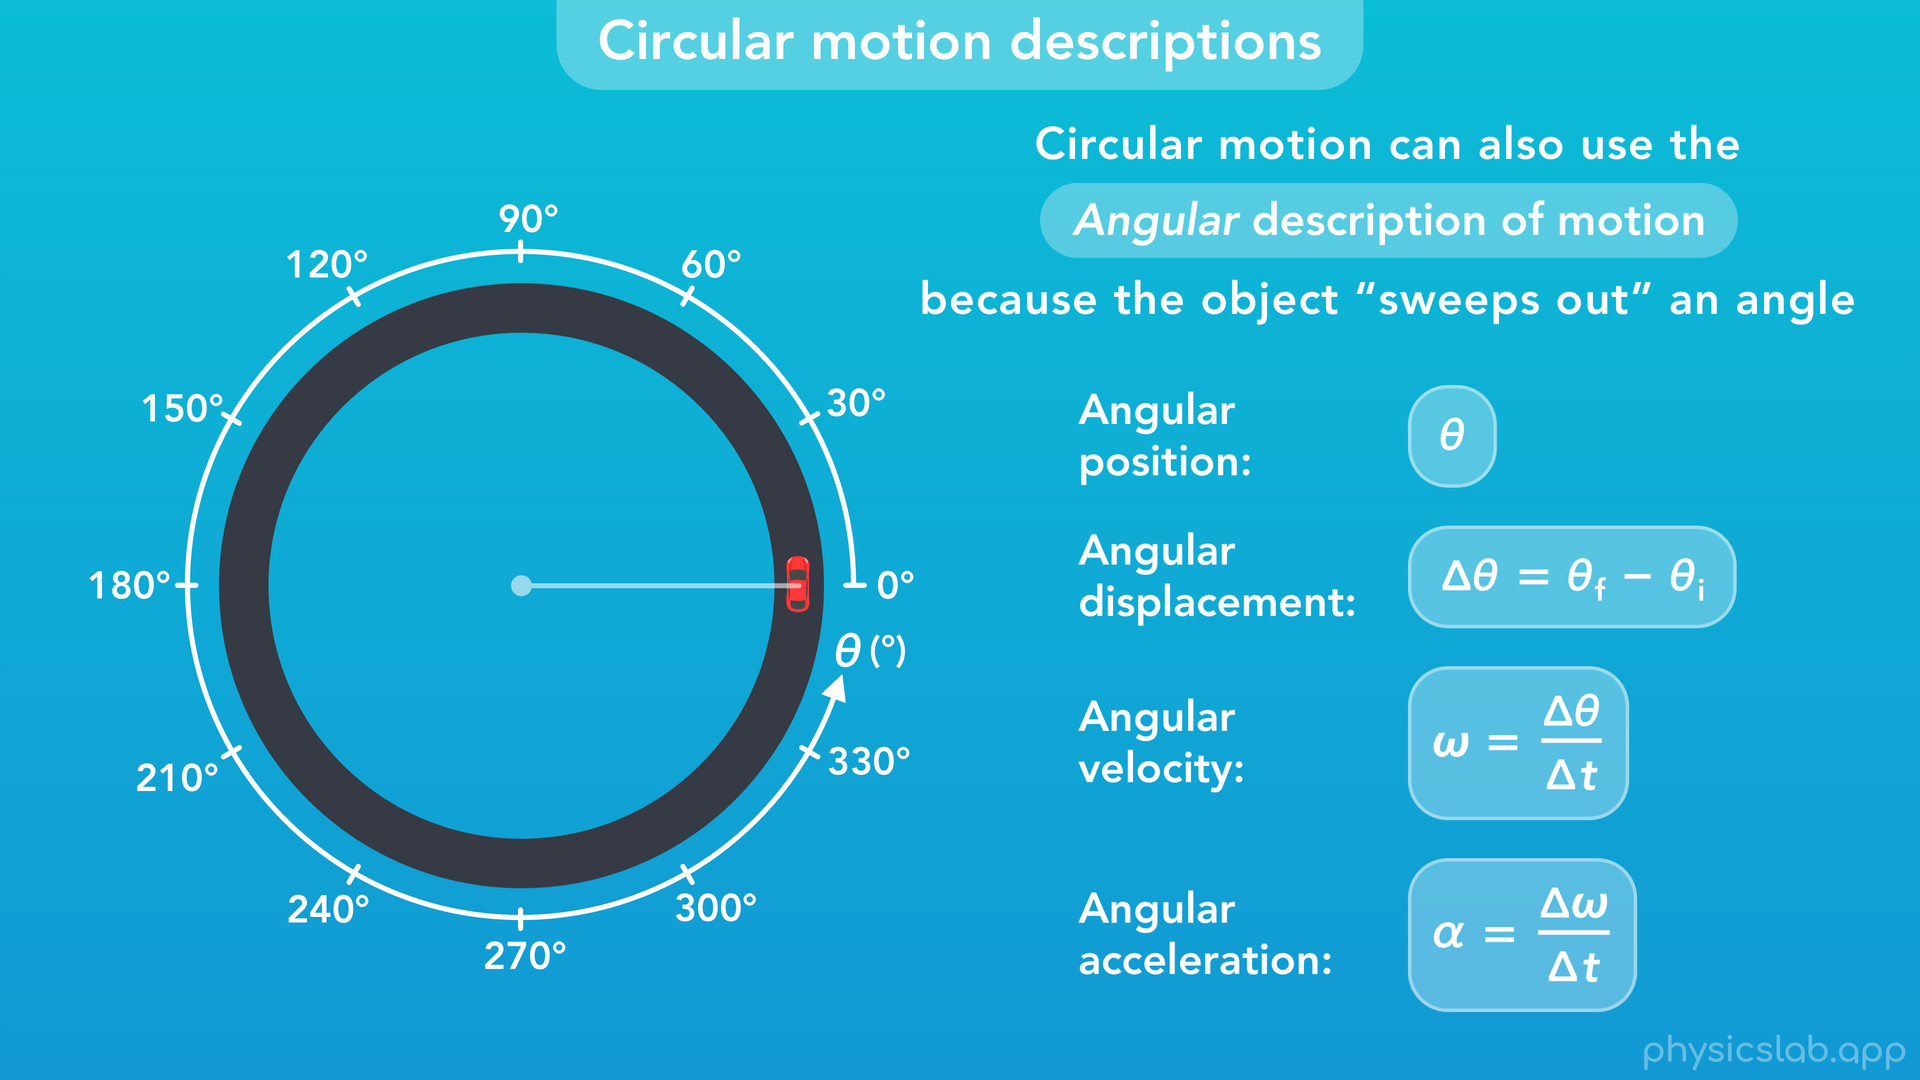 Circular motion descriptions
Circular motion can also use the
Angular description of motion
because the object “sweeps out” an angle
90°
120°
60°
150°
30°
180°
0°
θ (°)
210°
330°
240°
300°
270°
Angular
position:
θ
Angular
displacement:
Δθ = θf − θi
Angular
velocity:
ω = Δθ / Δt
Angular
acceleration:
α = Δω / Δt
physicslab.app